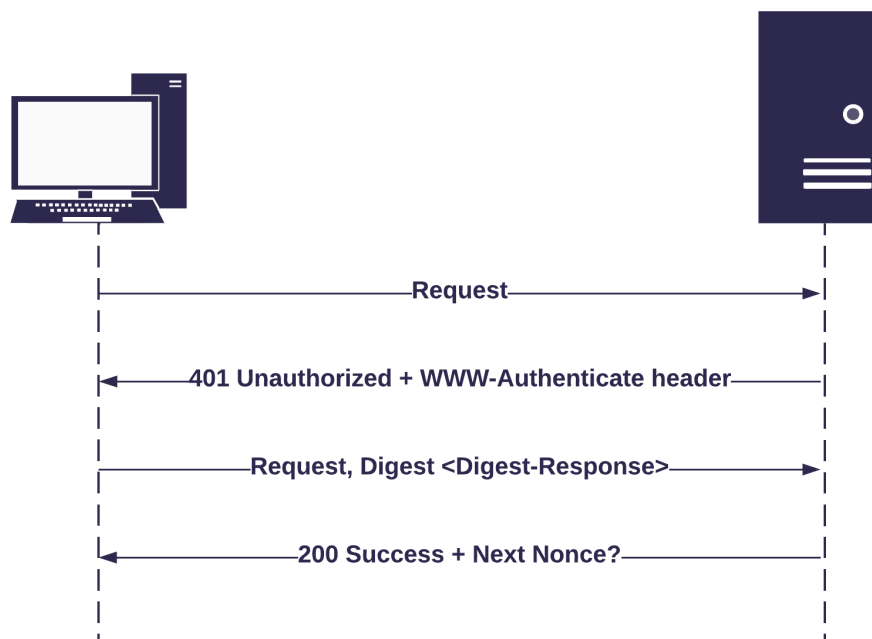 Request
401 Unauthorized + WWW-Authenticate header
Request, Digest <Digest-Response>
200 Success + Next Nonce?